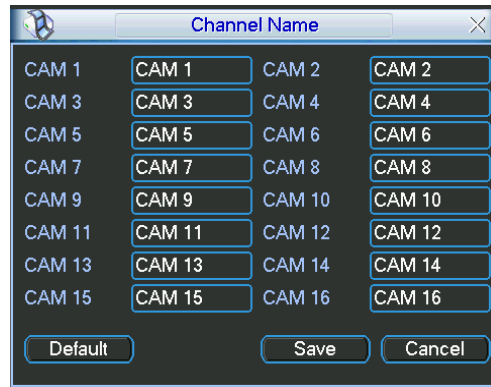 Channel Name
CAM 1 CAM 1 CAM 2 CAM 2
CAM 3 CAM 3 CAM 4 CAM 4
CAM 5 CAM 5 CAM 6 CAM 6
CAM 7 CAM 7 CAM 8 CAM 8
CAM 9 CAM 9 CAM 10 CAM 10
CAM 11 CAM 11 CAM 12 CAM 12
CAM 13 CAM 13 CAM 14 CAM 14
CAM 15 CAM 15 CAM 16 CAM 16
Default Save Cancel